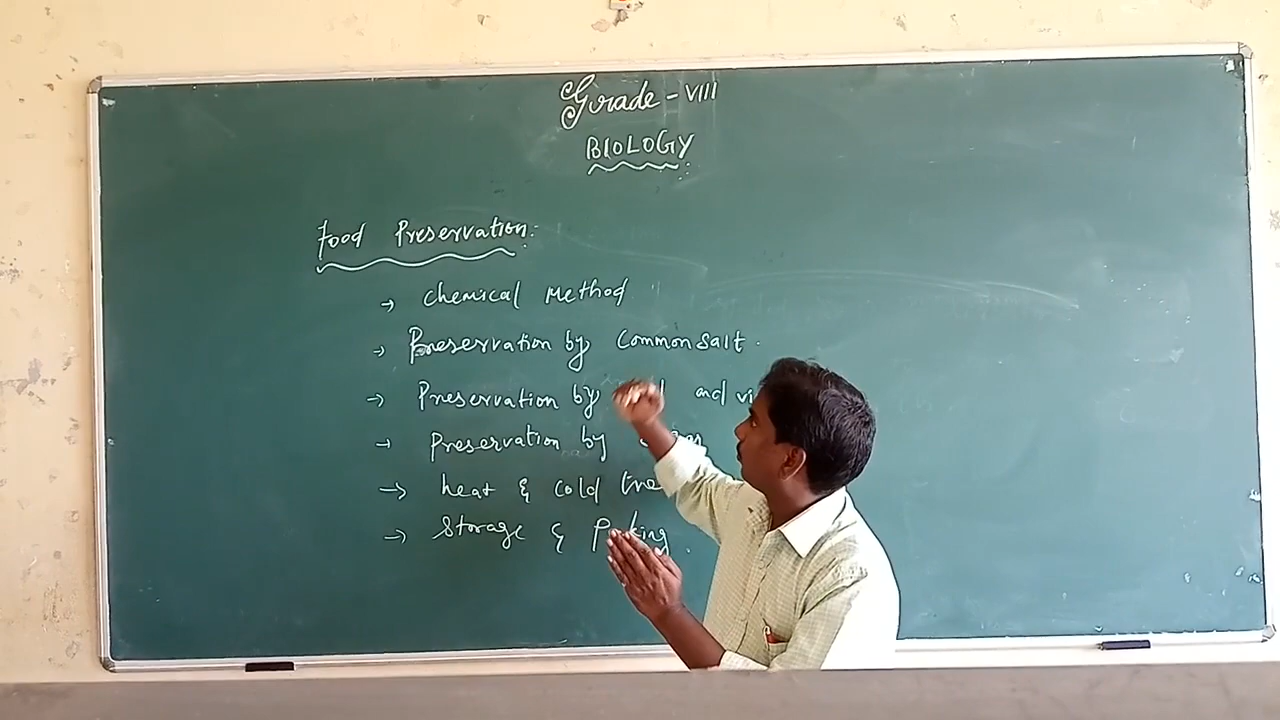 Grade - VIII
BIOLOGY
Food Preservation:
→ Chemical Method
→ Preservation by Common salt.
→ Preservation by and
→ Preservation by
→ heat & cold
→ Storage & Packing.